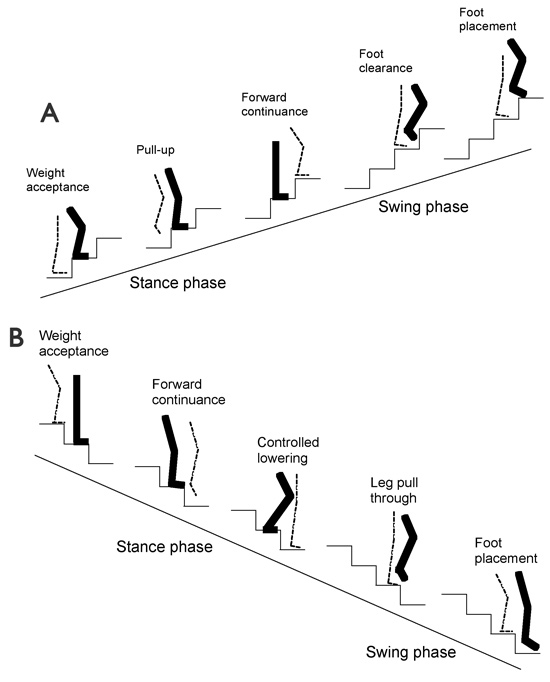 Foot
placement
Foot
clearance
A
Forward
continuance
Pull-up
Weight
acceptance
Swing phase
Stance phase
B
Weight
acceptance
Forward
continuance
Controlled
lowering
Leg pull
through
Stance phase
Foot
placement
Swing phase